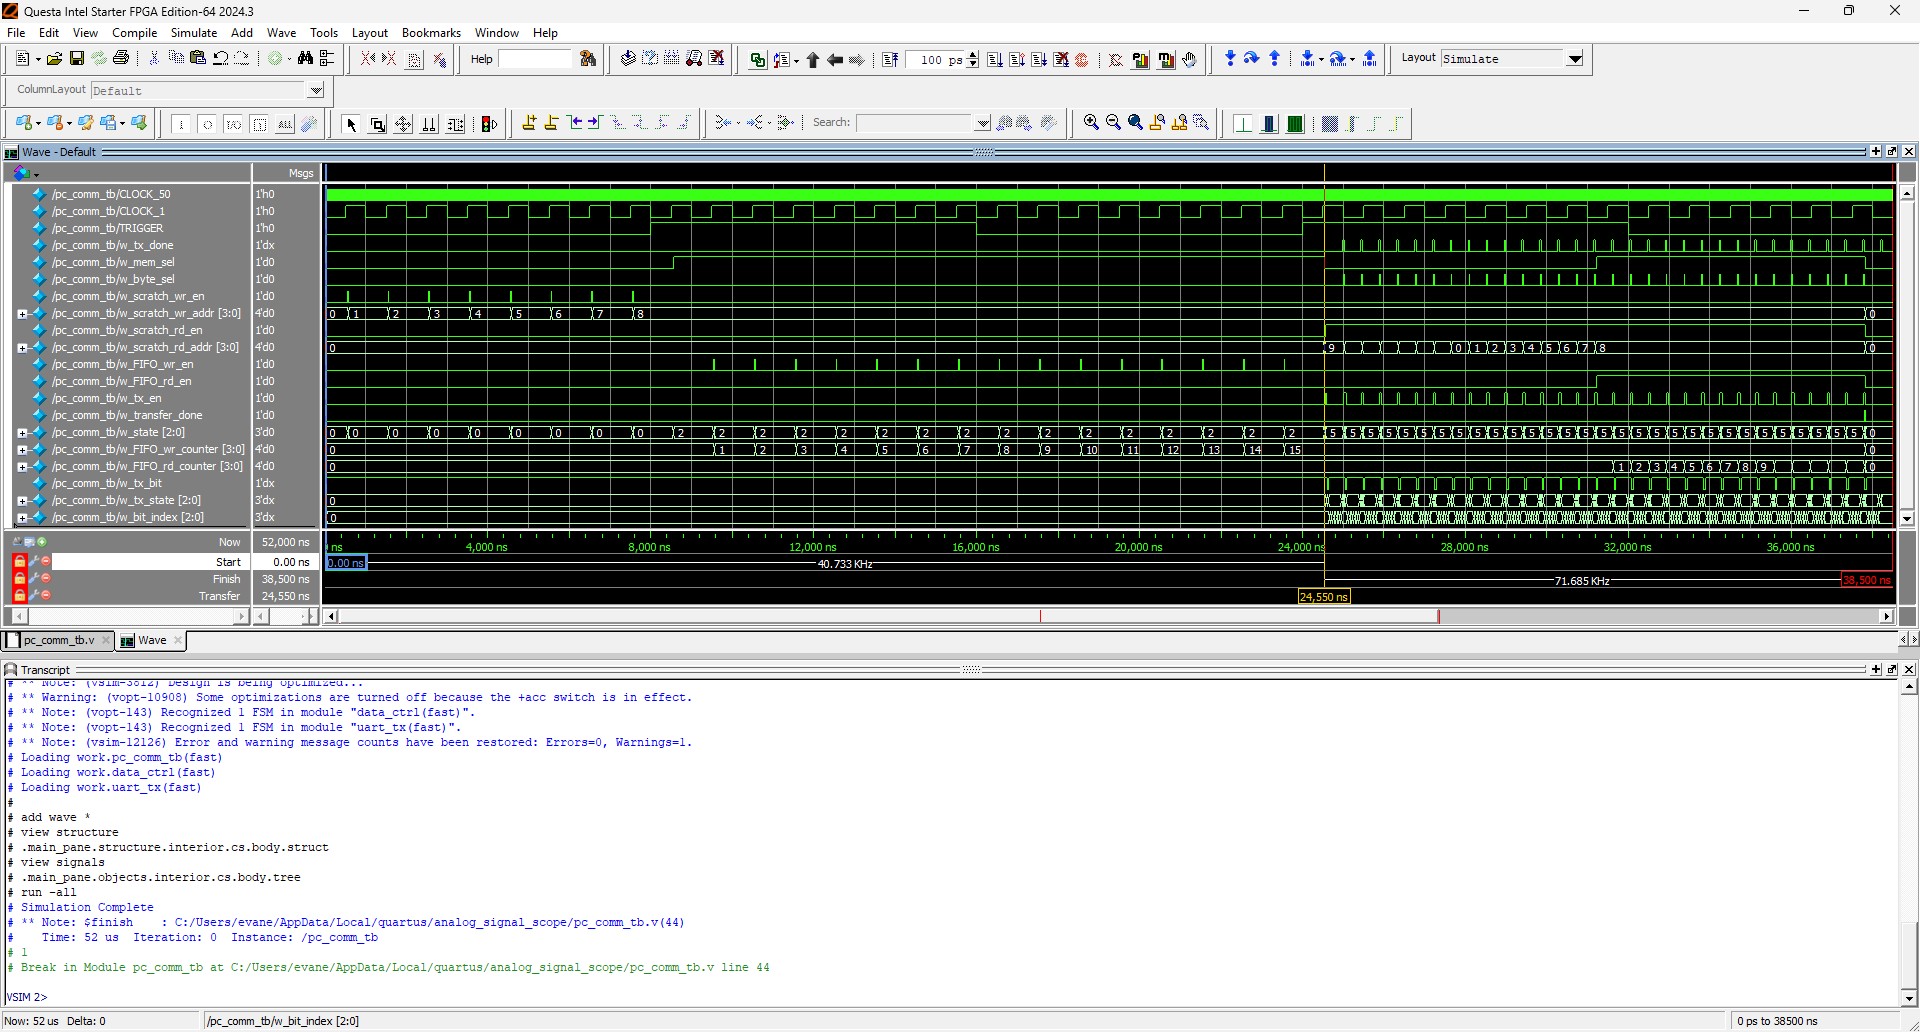 Questa Intel Starter FPGA Edition-64 2024.3
File Edit View Compile Simulate Add Wave Tools Layout Bookmarks Window Help
Help 100 ps Layout Simulate
ColumnLayout Default
Search:
Wave - Default
Msgs
/pc_comm_tb/CLOCK_50 1'h0
/pc_comm_tb/CLOCK_1 1'h0
/pc_comm_tb/TRIGGER 1'h0
/pc_comm_tb/w_tx_done 1'dx
/pc_comm_tb/w_mem_sel 1'd0
/pc_comm_tb/w_byte_sel 1'd0
/pc_comm_tb/w_scratch_wr_en 1'd0
/pc_comm_tb/w_scratch_wr_addr [3:0] 4'd0 0 1 2 3 4 5 6 7 8 0
/pc_comm_tb/w_scratch_rd_en 1'd0
/pc_comm_tb/w_scratch_rd_addr [3:0] 4'd0 0 9 0 1 2 3 4 5 6 7 8 0
/pc_comm_tb/w_FIFO_wr_en 1'd0
/pc_comm_tb/w_FIFO_rd_en 1'd0
/pc_comm_tb/w_tx_en 1'd0
/pc_comm_tb/w_transfer_done 1'd0
/pc_comm_tb/w_state [2:0] 3'd0 0 0 0 0 0 0 0 0 0 2 2 2 2 2 2 2 2 2 2 2 2 2 2 2 2 5 5 5 5 5 5 5 5 5 5 5 5 5 5 5 5 5 5 5 5 5 5 5 5 5 5 5 5 5 5 0
/pc_comm_tb/w_FIFO_wr_counter [3:0] 4'd0 0 1 2 3 4 5 6 7 8 9 10 11 12 13 14 15 0
/pc_comm_tb/w_FIFO_rd_counter [3:0] 4'd0 0 1 2 3 4 5 6 7 8 9 0
/pc_comm_tb/w_tx_bit 1'dx
/pc_comm_tb/w_tx_state [2:0] 3'dx 0
/pc_comm_tb/w_bit_index [2:0] 3'dx 0
Now 52,000 ns ns 4,000 ns 8,000 ns 12,000 ns 16,000 ns 20,000 ns 24,000 ns 28,000 ns 32,000 ns 36,000 ns
Start 0.00 ns 0.00 ns 40.733 KHz
Finish 38,500 ns 71.685 KHz 38,500 ns
Transfer 24,550 ns 24,550 ns
pc_comm_tb.v Wave
Transcript
# ** Note: (vsim-3812) Design is being optimized...
# ** Warning: (vopt-10908) Some optimizations are turned off because the +acc switch is in effect.
# ** Note: (vopt-143) Recognized 1 FSM in module "data_ctrl(fast)".
# ** Note: (vopt-143) Recognized 1 FSM in module "uart_tx(fast)".
# ** Note: (vsim-12126) Error and warning message counts have been restored: Errors=0, Warnings=1.
# Loading work.pc_comm_tb(fast)
# Loading work.data_ctrl(fast)
# Loading work.uart_tx(fast)
#
# add wave *
# view structure
# .main_pane.structure.interior.cs.body.struct
# view signals
# .main_pane.objects.interior.cs.body.tree
# run -all
# Simulation Complete
# ** Note: $finish : C:/Users/evane/AppData/Local/quartus/analog_signal_scope/pc_comm_tb.v(44)
# Time: 52 us Iteration: 0 Instance: /pc_comm_tb
# 1
# Break in Module pc_comm_tb at C:/Users/evane/AppData/Local/quartus/analog_signal_scope/pc_comm_tb.v line 44
VSIM 2>
Now: 52 us Delta: 0 /pc_comm_tb/w_bit_index [2:0] 0 ps to 38500 ns